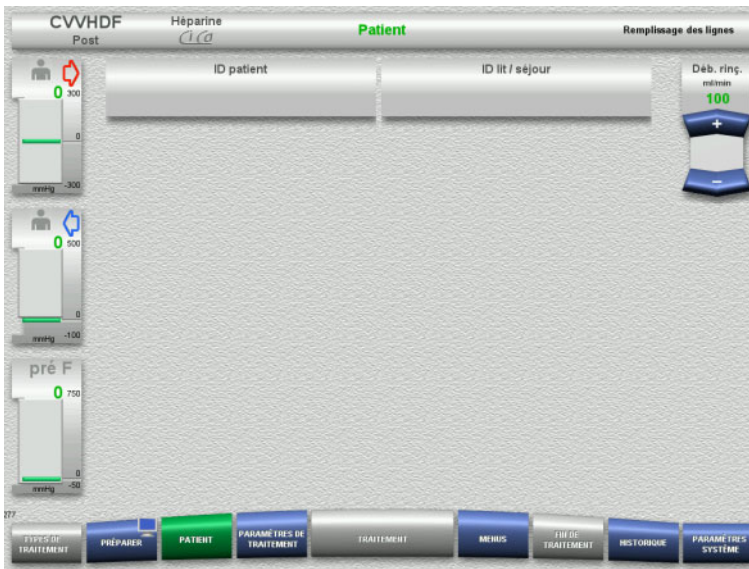 CVVHDF
Post
Héparine
CiCa
Patient
Remplissage des lignes
ID patient
ID lit / séjour
Déb. rinç.
ml/min
100
+
−
0
300
0
mmHg
-300
0
500
0
mmHg
-100
pré F
0
750
0
mmHg
-50
277
TYPES DE
TRAITEMENT
PRÉPARER
PATIENT
PARAMÈTRES DE
TRAITEMENT
TRAITEMENT
MENUS
FIN DE
TRAITEMENT
HISTORIQUE
PARAMÈTRES
SYSTÈME